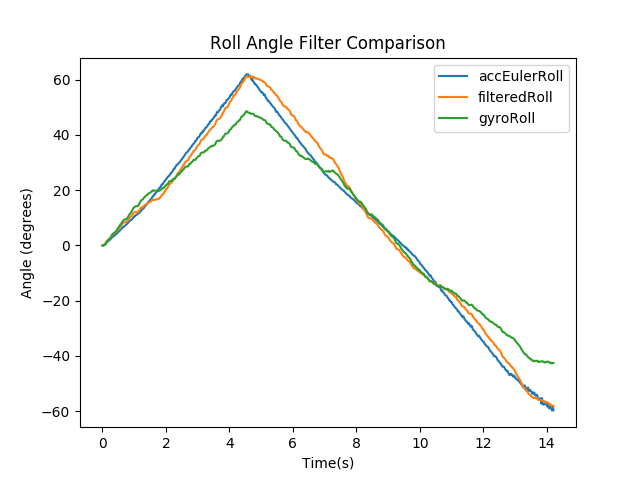 Roll Angle Filter Comparison
accEulerRoll
filteredRoll
gyroRoll
Angle (degrees)
60
40
20
0
−20
−40
−60
0 2 4 6 8 10 12 14
Time(s)